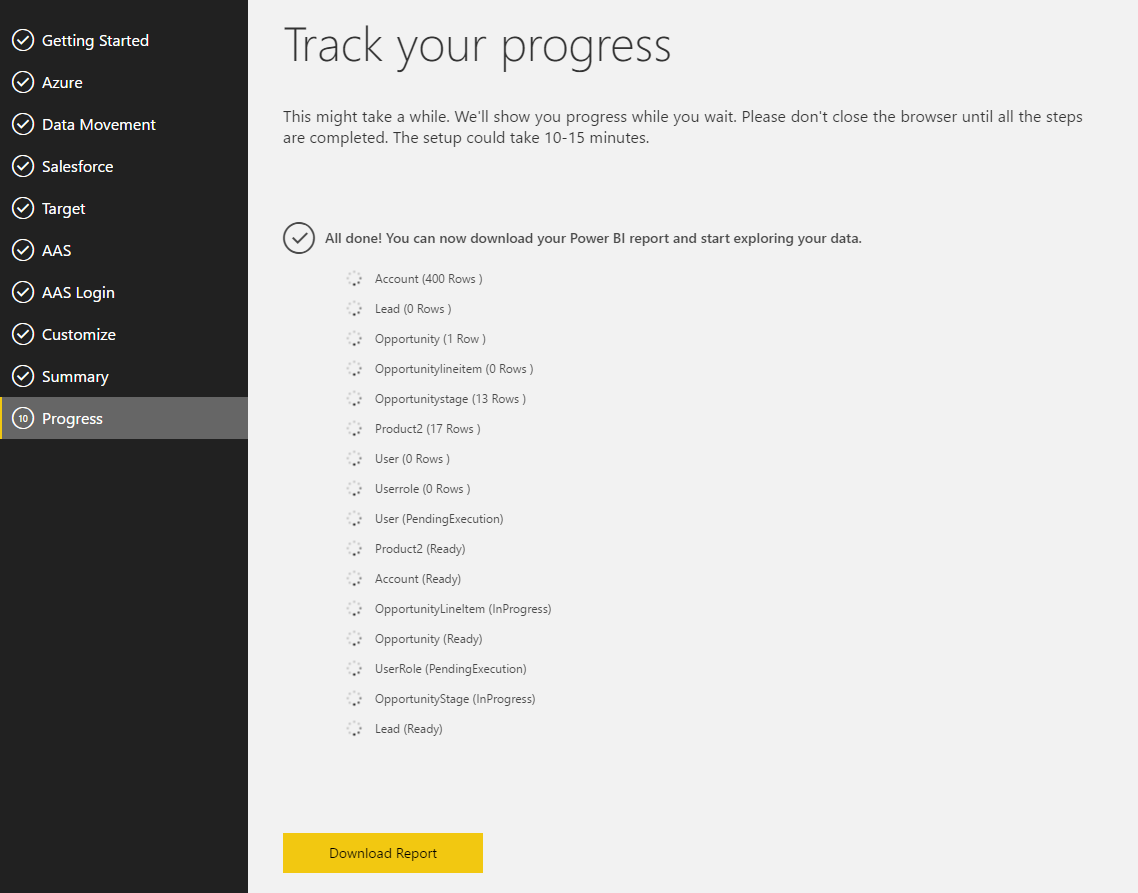 Getting Started
Azure
Data Movement
Salesforce
Target
AAS
AAS Login
Customize
Summary
10 Progress
Track your progress
This might take a while. We'll show you progress while you wait. Please don't close the browser until all the steps
are completed. The setup could take 10-15 minutes.
All done! You can now download your Power BI report and start exploring your data.
Account (400 Rows )
Lead (0 Rows )
Opportunity (1 Row )
Opportunitylineitem (0 Rows )
Opportunitystage (13 Rows )
Product2 (17 Rows )
User (0 Rows )
Userrole (0 Rows )
User (PendingExecution)
Product2 (Ready)
Account (Ready)
OpportunityLineItem (InProgress)
Opportunity (Ready)
UserRole (PendingExecution)
OpportunityStage (InProgress)
Lead (Ready)
Download Report